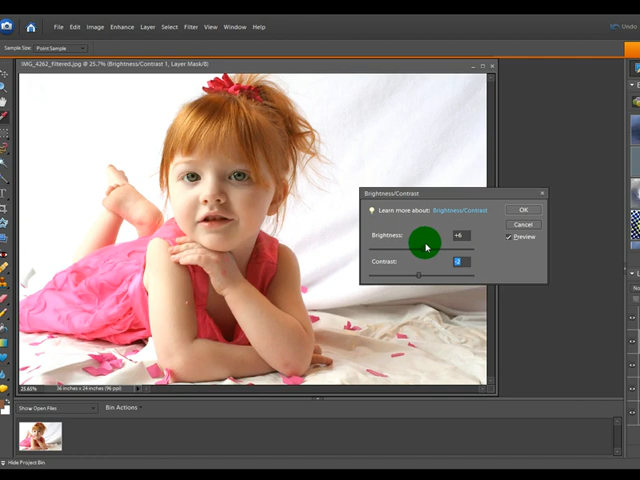 File Edit Image Enhance Layer Select Filter View Window Help Undo
Sample Size: Point Sample
IMG_4262_filtered.jpg @ 25.7% (Brightness/Contrast 1, Layer Mask/8)
Brightness/Contrast
Learn more about: Brightness/Contrast
OK
Cancel
Preview
Brightness: +6
Contrast: -2
25.65% 36 inches x 24 inches (96 ppi)
Show Open Files Bin Actions
Hide Project Bin